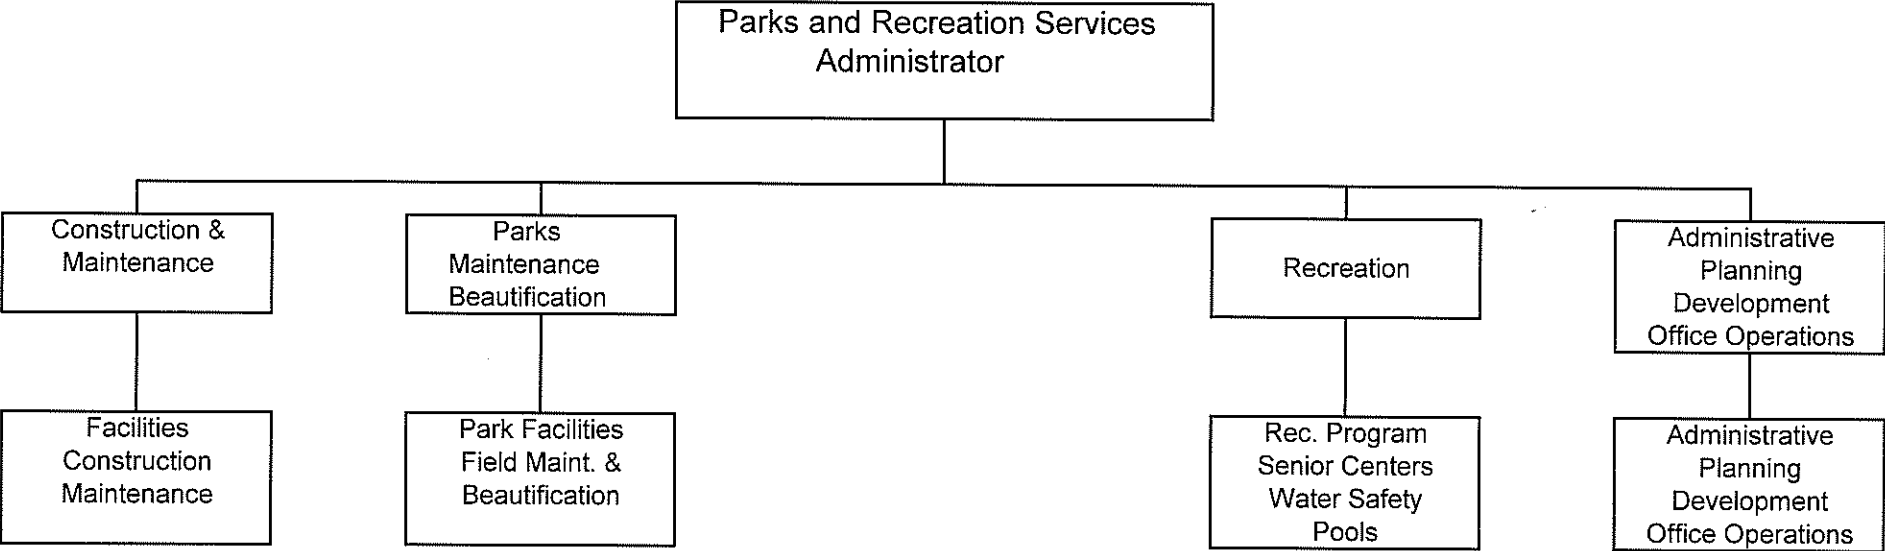 Parks and Recreation Services
Administrator
Construction &
Maintenance
Parks
Maintenance
Beautification
Recreation
Administrative
Planning
Development
Office Operations
Facilities
Construction
Maintenance
Park Facilities
Field Maint. &
Beautification
Rec. Program
Senior Centers
Water Safety
Pools
Administrative
Planning
Development
Office Operations